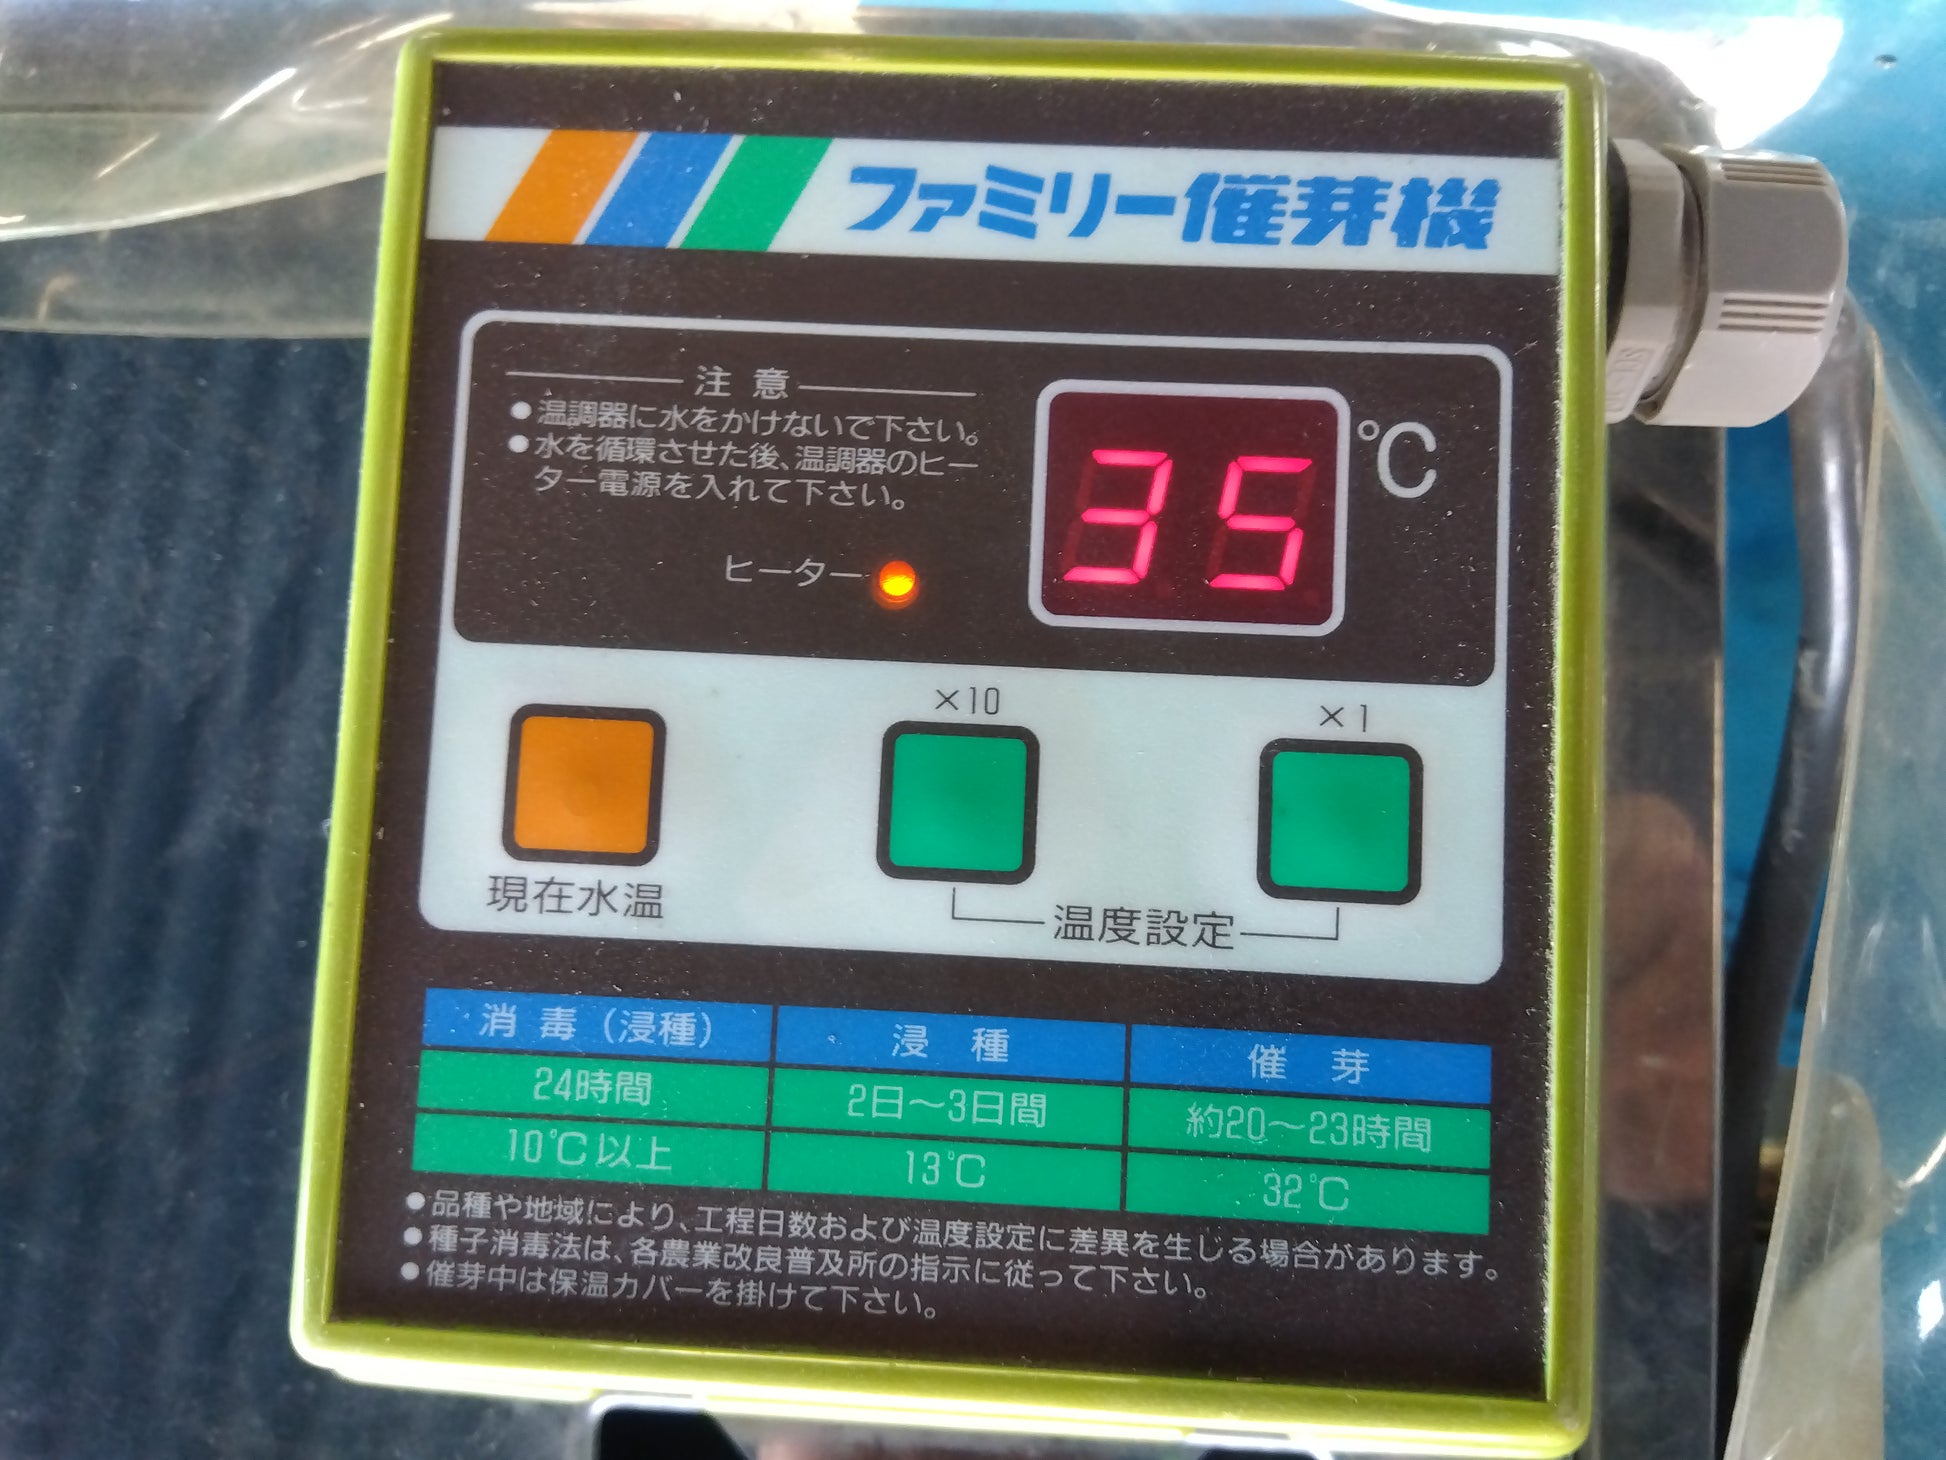 ファミリー催芽機
注意
●温調器に水をかけないで下さい。
●水を循環させた後、温調器のヒー
ター電源を入れて下さい。
35 ℃
ヒーター
×10 ×1
現在水温
温度設定
消毒(浸種) 浸種 催芽
24時間 2日〜3日間 約20〜23時間
10℃以上 13℃ 32℃
●品種や地域により、工程日数および温度設定に差異を生じる場合があります。
●種子消毒法は、各農業改良普及所の指示に従って下さい。
●催芽中は保温カバーを掛けて下さい。